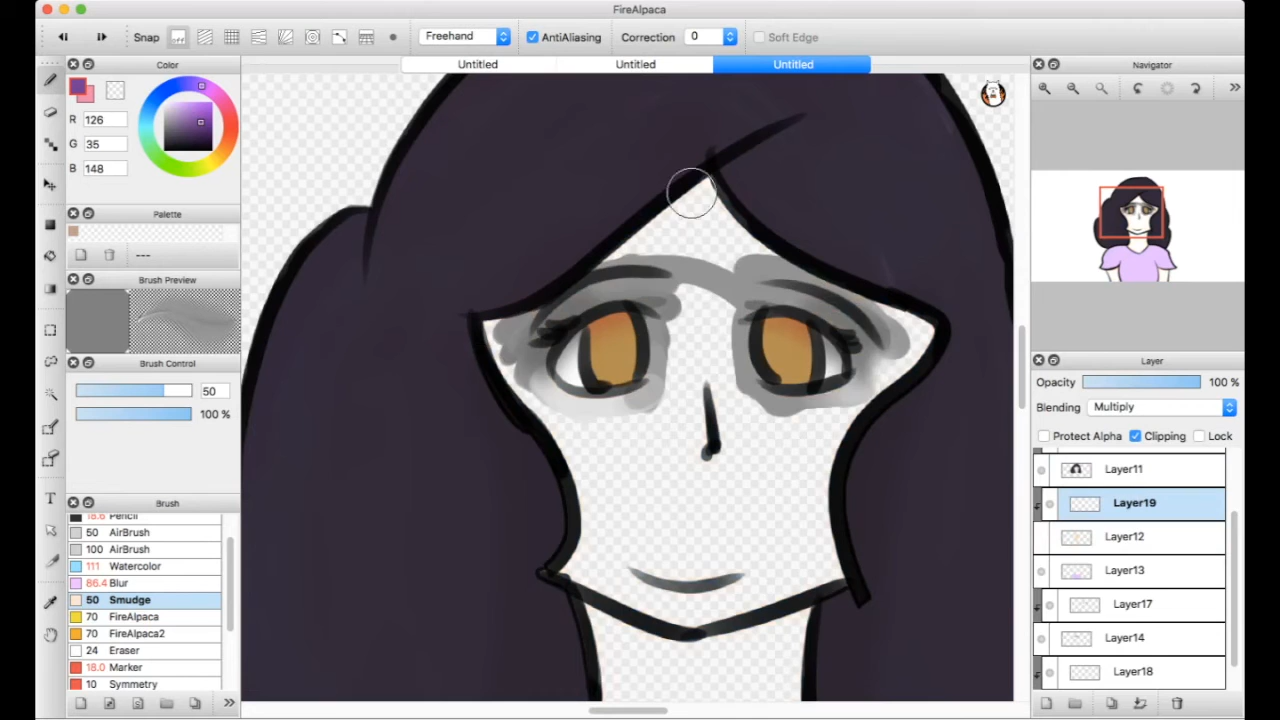 FireAlpaca
Snap
Freehand
AntiAliasing
Correction
0
Soft Edge
Color
Untitled
Untitled
Untitled
Navigator
R 126
G 35
B 148
Palette
---
Brush Preview
Brush Control
50
100 %
Brush
18.6 Pencil
50 AirBrush
100 AirBrush
111 Watercolor
86.4 Blur
50 Smudge
70 FireAlpaca
70 FireAlpaca2
24 Eraser
18.0 Marker
10 Symmetry
Layer
Opacity 100 %
Blending Multiply
Protect Alpha Clipping Lock
Layer11
Layer19
Layer12
Layer13
Layer17
Layer14
Layer18